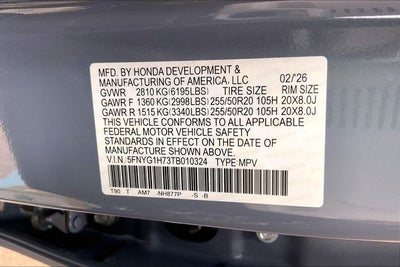 MFD. BY HONDA DEVELOPMENT &
MANUFACTURING OF AMERICA, LLC 02/26
GVWR 2810 KG(6195LBS) TIRE SIZE RIM SIZE
GAWR F 1360 KG(2998LBS) 255/50R20 105H 20X8.0J
GAWR R 1515 KG(3340LBS) 255/50R20 105H 20X8.0J
THIS VEHICLE CONFORMS TO ALL APPLICABLE
FEDERAL MOTOR VEHICLE SAFETY
STANDARDS IN EFFECT ON THE DATE OF
MANUFACTURE SHOWN ABOVE.
V.I.N. 5FNYG1H73TB010324 TYPE: MPV
T90 T AM7 -NH877P -S -B